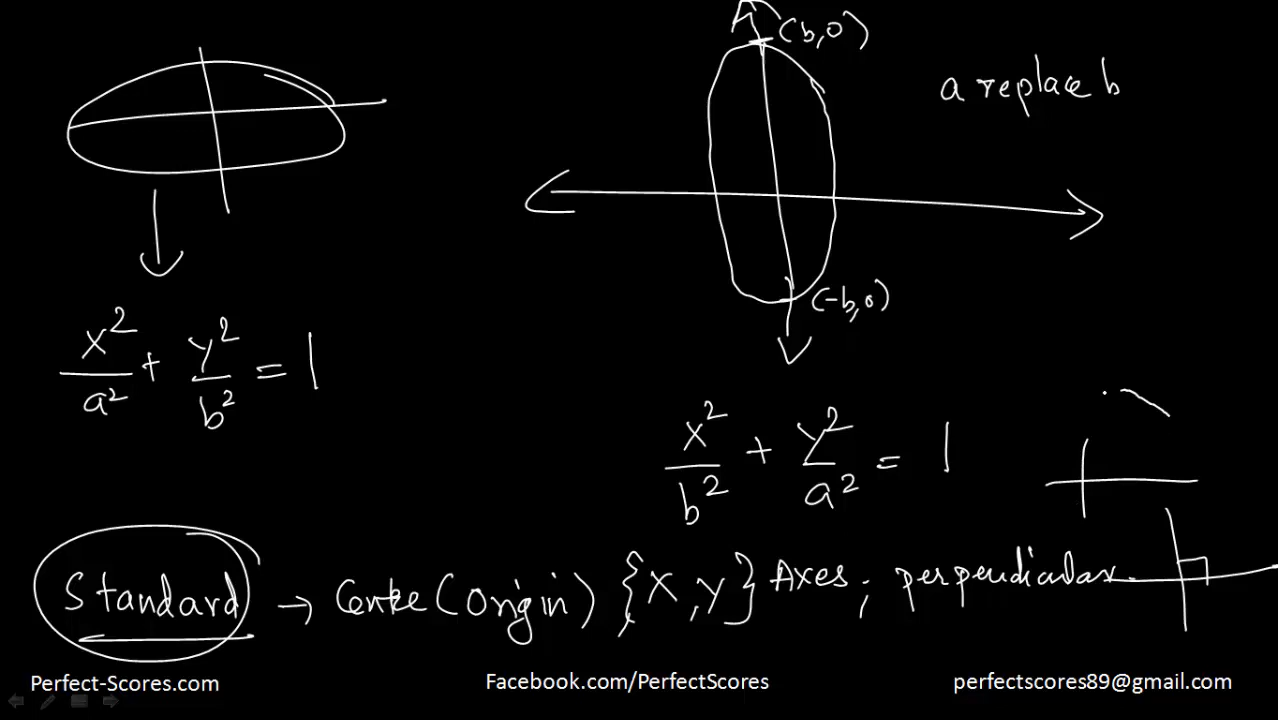 (b,0)
a replace b
(-b,0)
x²/a² + y²/b² = 1
x²/b² + y²/a² = 1
Standard → Centre (origin) {x,y} Axes; perpendicular.
Perfect-Scores.com
Facebook.com/PerfectScores
perfectscores89@gmail.com